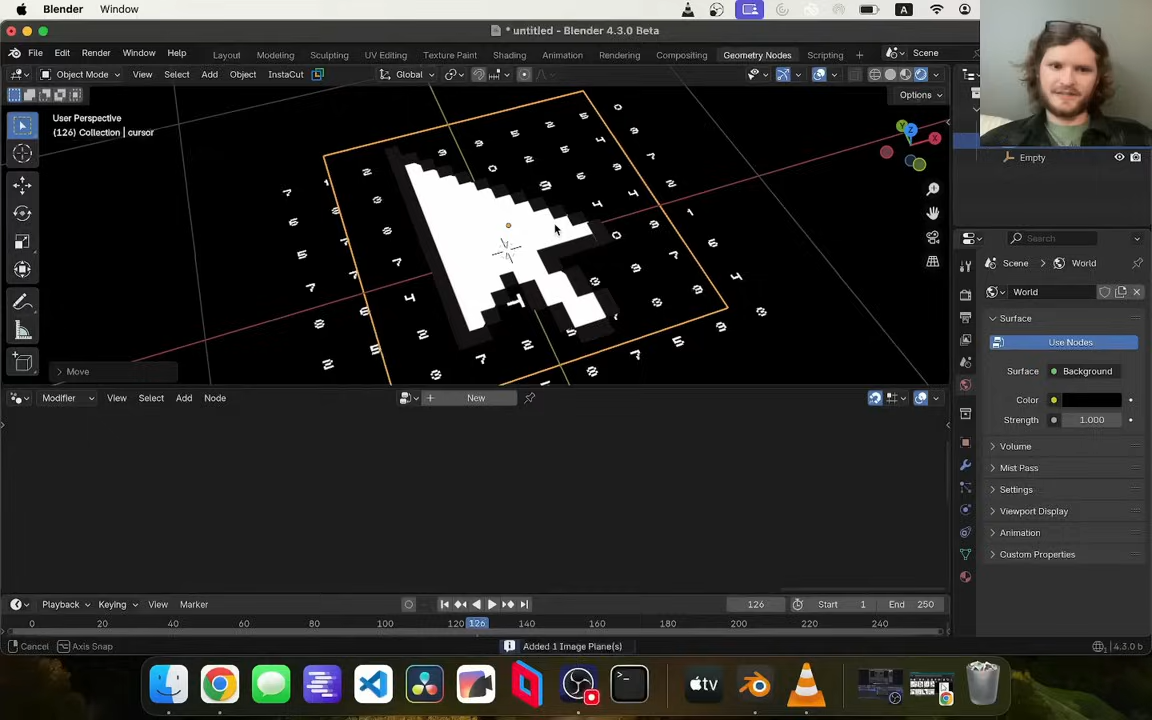 Blender Window A
* untitled - Blender 4.3.0 Beta
File Edit Render Window Help Layout Modeling Sculpting UV Editing Texture Paint Shading Animation Rendering Compositing Geometry Nodes Scripting + Scene
Object Mode View Select Add Object InstaCut Global
Options
User Perspective
(126) Collection | cursor
Z
X
Y
Empty
Search
Scene > World
World
Surface
Use Nodes
Surface Background
Color
Strength 1.000
Volume
Mist Pass
Settings
Viewport Display
Animation
Custom Properties
> Move
Modifier View Select Add Node + New
Playback Keying View Marker 126 Start 1 End 250
0 20 40 60 80 100 120 126 140 160 180 200 220 240
Cancel Axis Snap Added 1 Image Plane(s) 4.3.0 b
tv